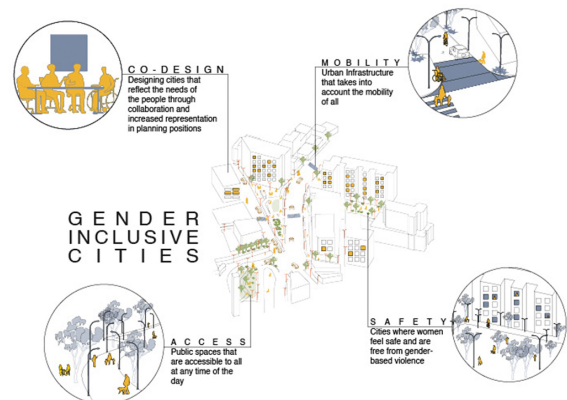 CO-DESIGN
Designing cities that
reflect the needs of
the people through
collaboration and
increased representation
in planning positions
MOBILITY
Urban Infrastructure
that takes into
account the mobility
of all
GENDER
INCLUSIVE
CITIES
ACCESS
Public spaces that
are accessible to all
at any time of the
day
SAFETY
Cities where women
feel safe and are
free from gender-
based violence